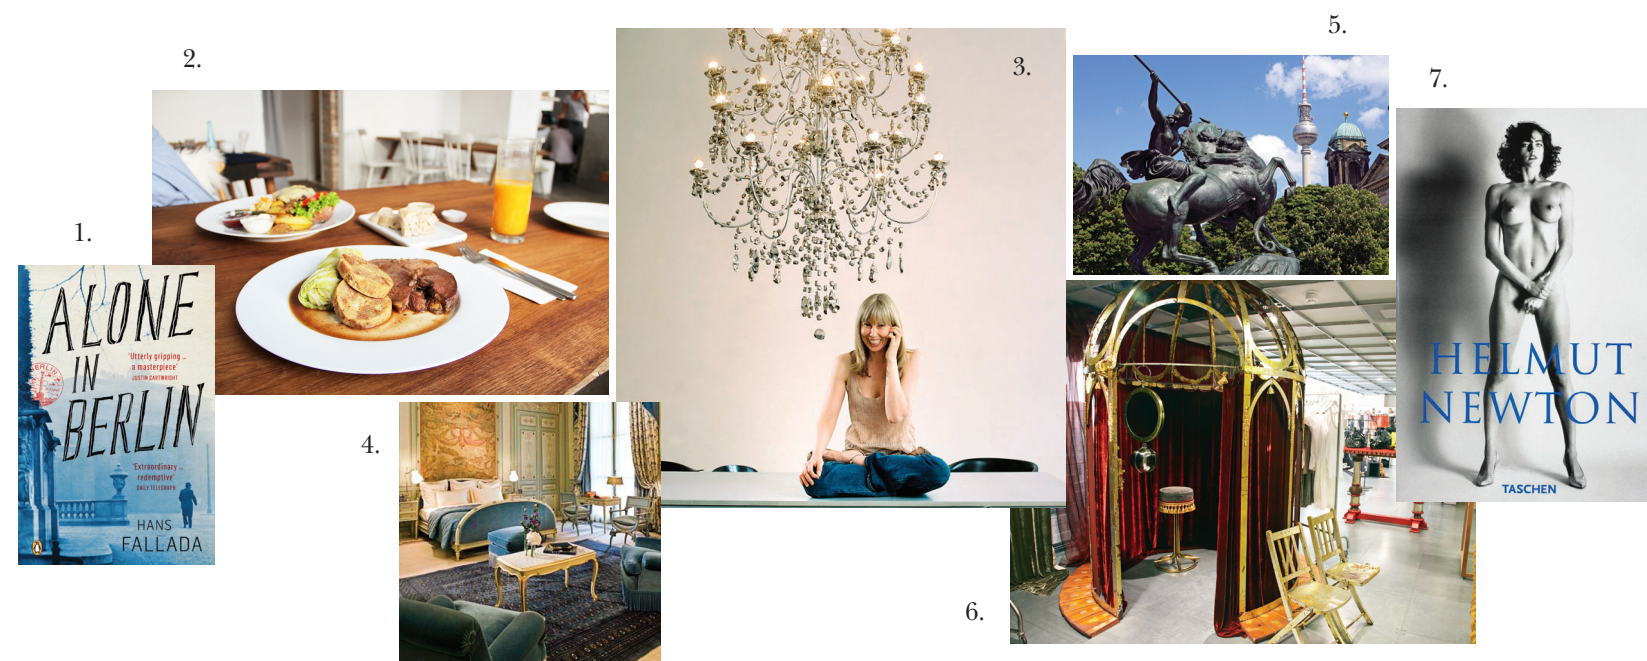 1.
ALONE
IN
BERLIN
'Utterly gripping ...
a masterpiece'
JUSTIN CARTWRIGHT
BERLIN
'Extraordinary ...
redemptive'
DAILY TELEGRAPH
HANS
FALLADA
2.
3.
4.
5.
6.
7.
HELMUT
NEWTON
TASCHEN